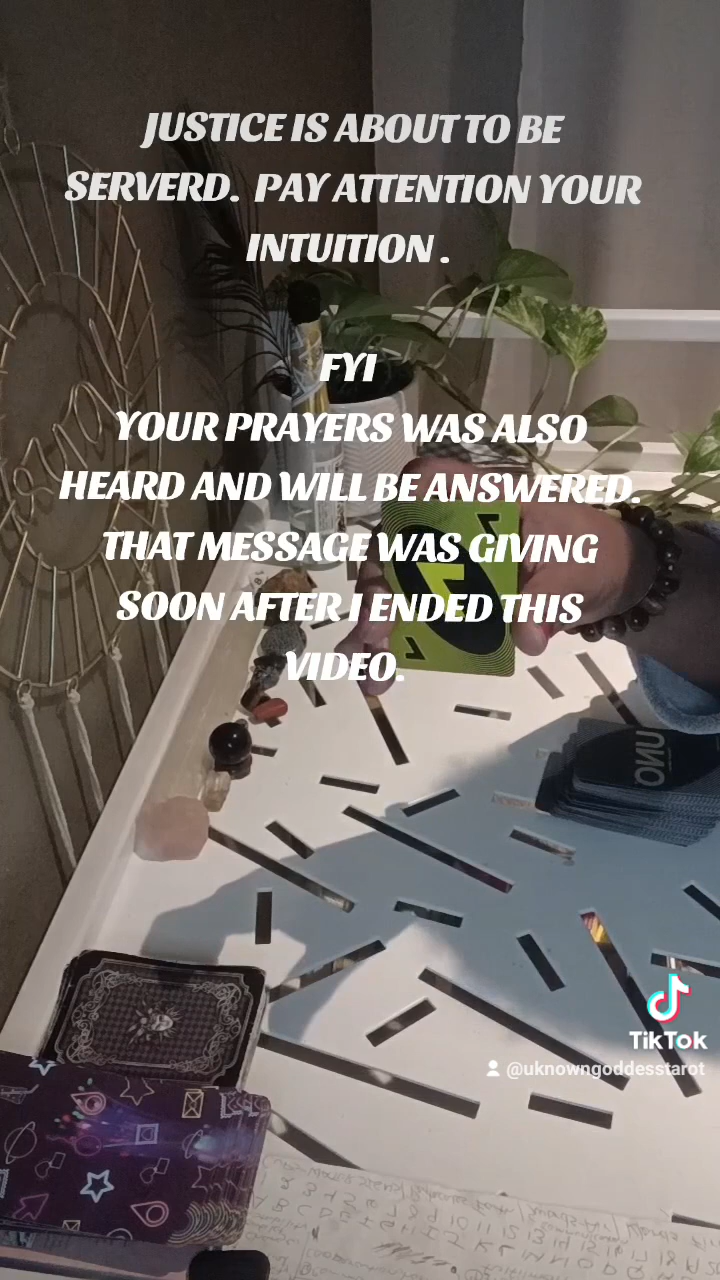 JUSTICE IS ABOUT TO BE
SERVERD. PAY ATTENTION YOUR
INTUITION .
FYI
YOUR PRAYERS WAS ALSO
HEARD AND WILL BE ANSWERED.
THAT MESSAGE WAS GIVING
SOON AFTER I ENDED THIS
VIDEO.
UNO
TikTok
@uknowngoddesstarot